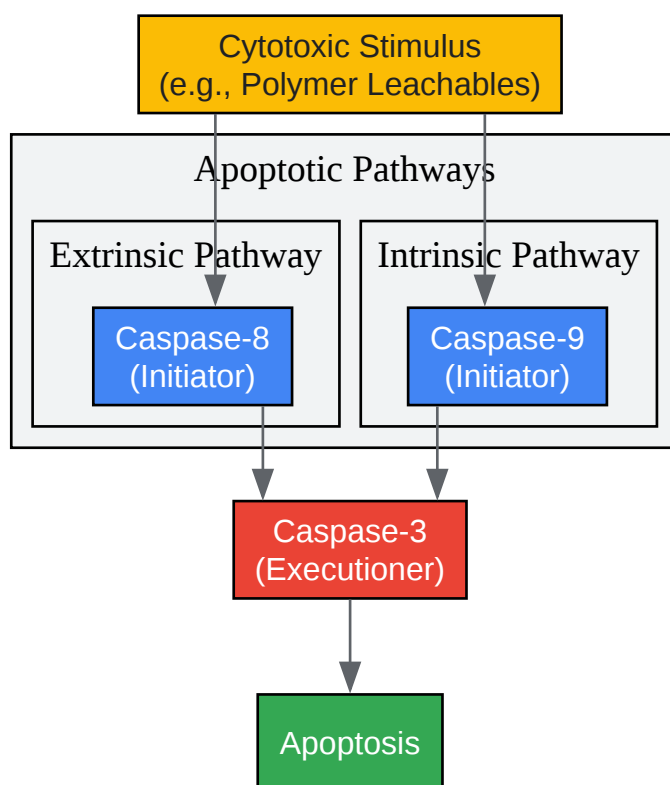 Cytotoxic Stimulus
(e.g., Polymer Leachables)
Apoptotic Pathways
Extrinsic Pathway
Intrinsic Pathway
Caspase-8
(Initiator)
Caspase-9
(Initiator)
Caspase-3
(Executioner)
Apoptosis